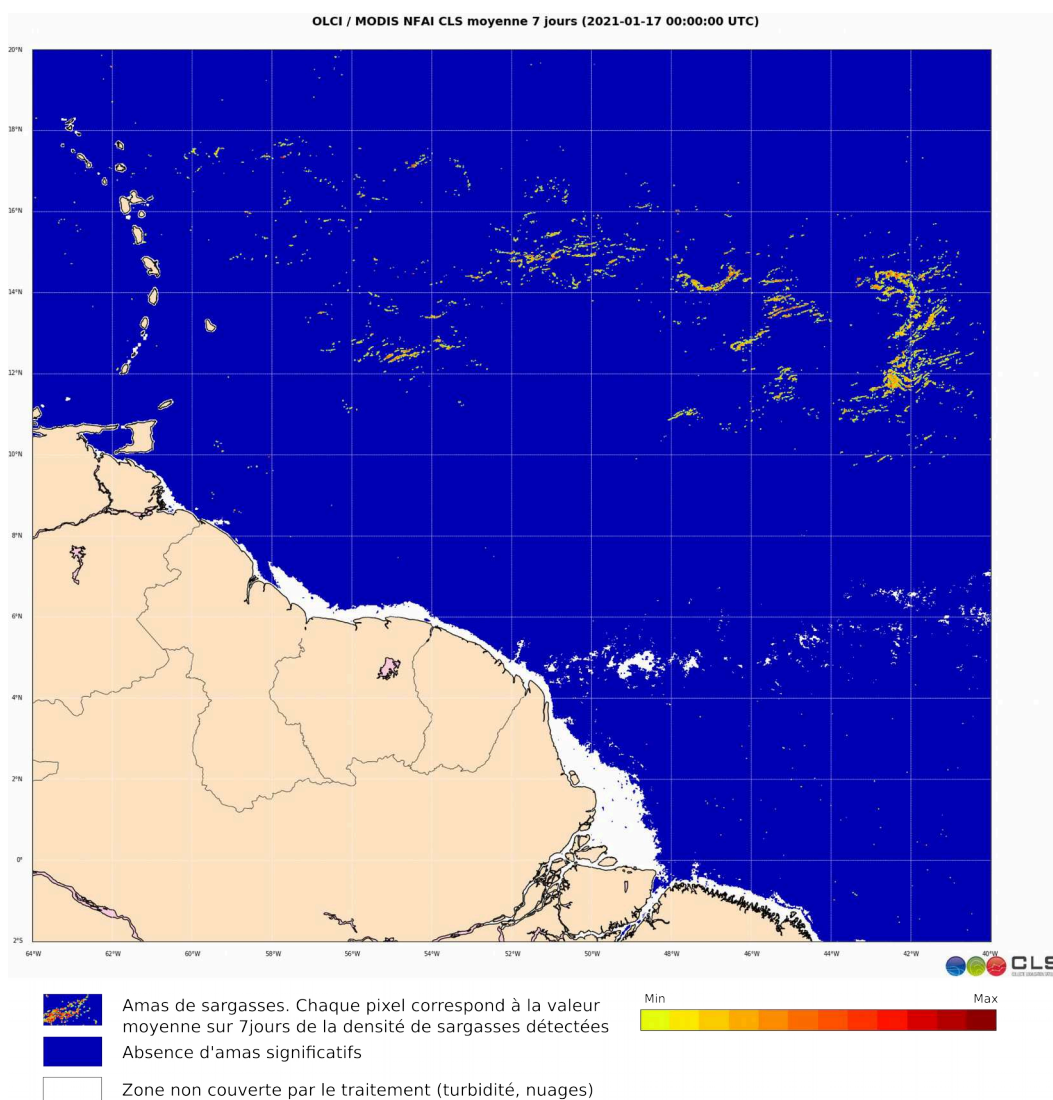 OLCI / MODIS NFAI CLS moyenne 7 jours (2021-01-17 00:00:00 UTC)
20°N
18°N
16°N
14°N
12°N
10°N
8°N
6°N
4°N
2°N
0°
2°S
64°W 62°W 60°W 58°W 56°W 54°W 52°W 50°W 48°W 46°W 44°W 42°W 40°W
CLS
Amas de sargasses. Chaque pixel correspond à la valeur
moyenne sur 7jours de la densité de sargasses détectées
Min Max
Absence d'amas significatifs
Zone non couverte par le traitement (turbidité, nuages)